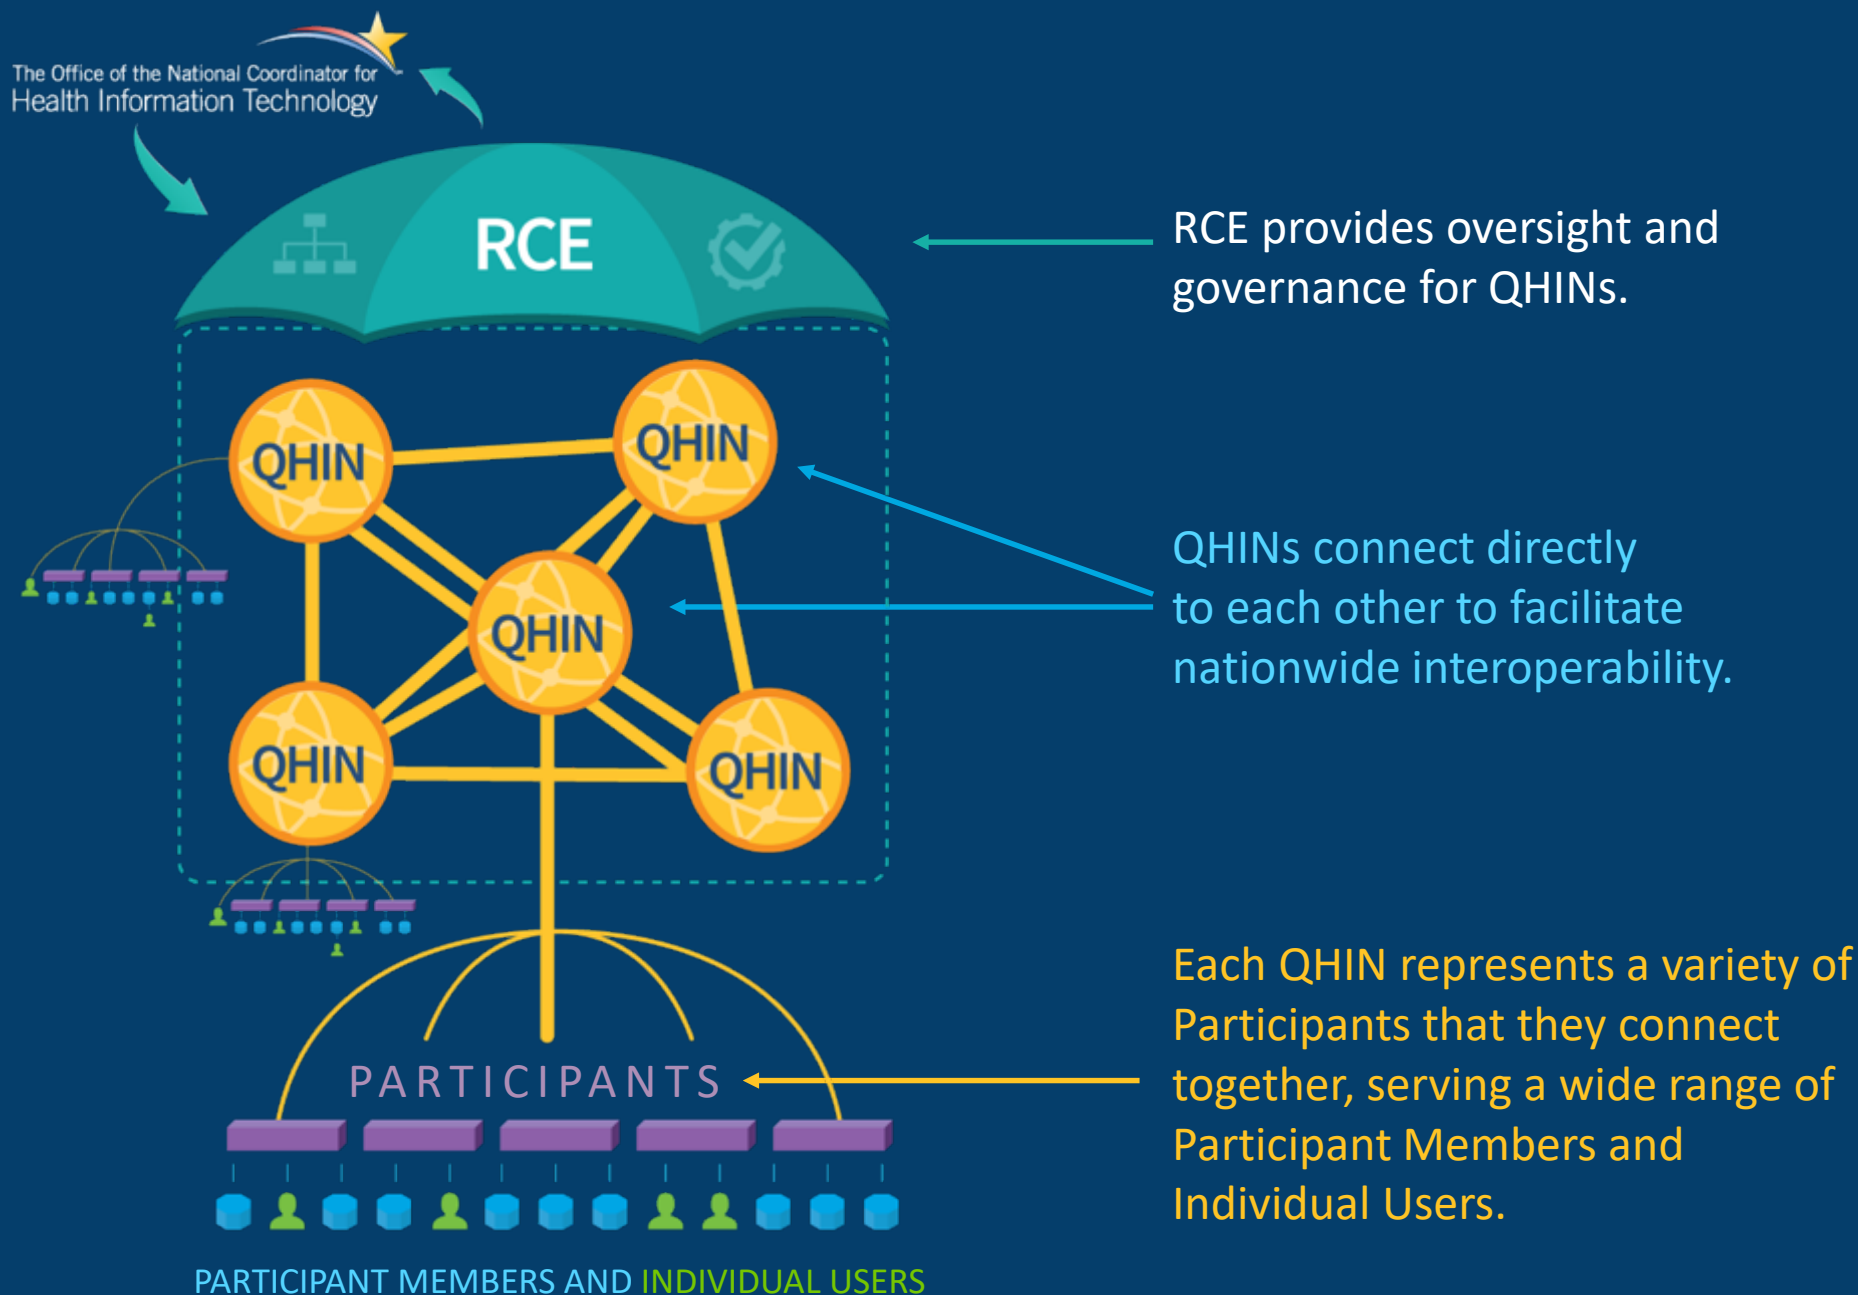 The Office of the National Coordinator for
Health Information Technology
RCE
RCE provides oversight and
governance for QHINs.
QHIN
QHIN
QHIN
QHIN
QHIN
QHINs connect directly
to each other to facilitate
nationwide interoperability.
Each QHIN represents a variety of
Participants that they connect
together, serving a wide range of
Participant Members and
Individual Users.
PARTICIPANTS
PARTICIPANT MEMBERS AND INDIVIDUAL USERS